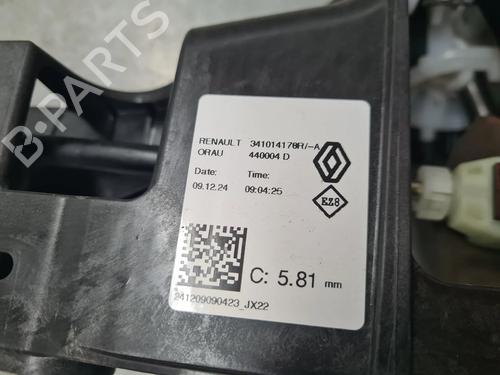 B-PARTS
RENAULT 341014178R/-A
ORAU 440004 D
Date: Time:
09.12.24 09:04:25
EZ8
C: 5.81 mm
241209090423_JX22